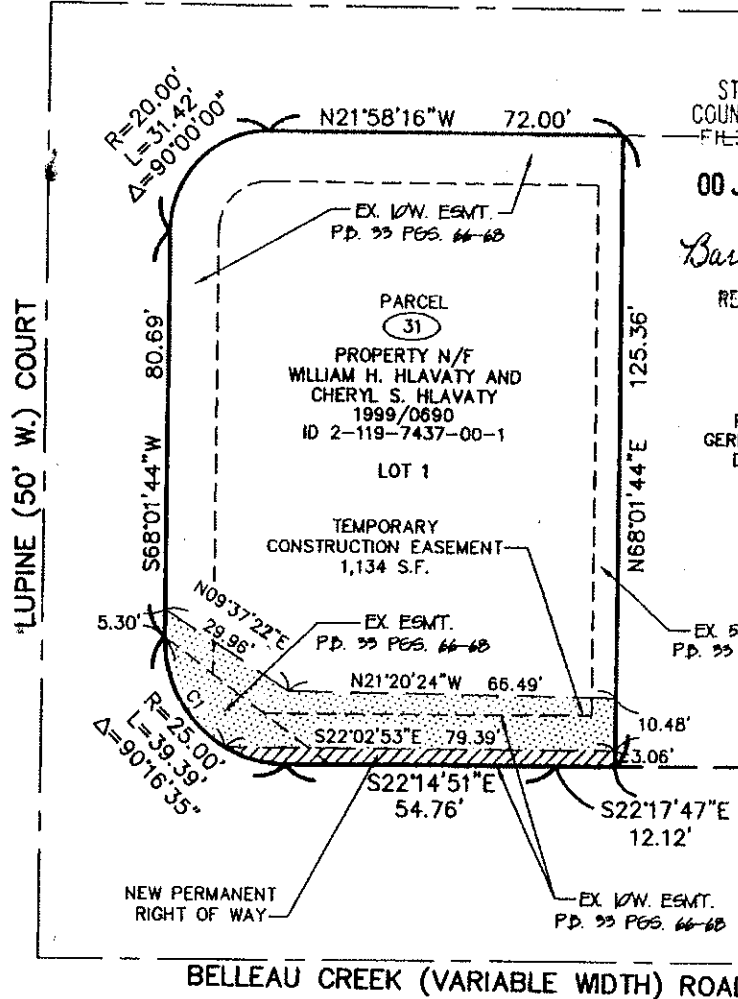 R=20.00'
L=31.42'
Δ=90°00'00"
N21°58'16"W 72.00'
ST
COUN
00 J
Bar
RE
EX. 10'W. ESMT.
P.B. 33 PGS. 66-68
80.69'
S68°01'44"W
LUPINE (50' W.) COURT
PARCEL
31
PROPERTY N/F
WILLIAM H. HLAVATY AND
CHERYL S. HLAVATY
1999/0690
ID 2-119-7437-00-1
LOT 1
125.36'
N68°01'44"E
GER
D
TEMPORARY
CONSTRUCTION EASEMENT
1,134 S.F.
5.30'
N09°37'22"E
29.96'
EX. ESMT.
P.B. 33 PGS. 66-68
EX. 5
P.B. 33
N21°20'24"W 66.49'
10.48'
C1
R=25.00'
L=39.39'
Δ=90°16'35"
S22°02'53"E 79.39'
3.06'
S22°14'51"E
54.76'
S22°17'47"E
12.12'
NEW PERMANENT
RIGHT OF WAY
EX. 10'W. ESMT.
P.B. 33 PGS. 66-68
BELLEAU CREEK (VARIABLE WIDTH) ROAD